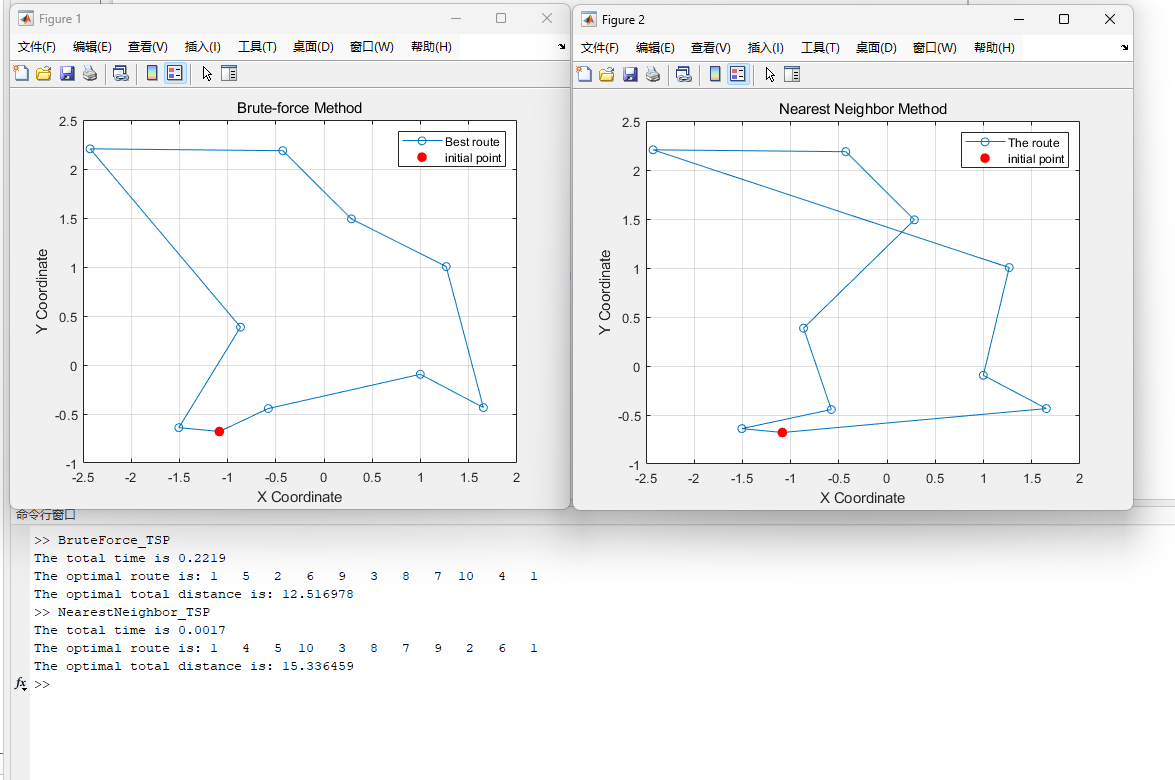 Figure 1
文件(F) 编辑(E) 查看(V) 插入(I) 工具(T) 桌面(D) 窗口(W) 帮助(H)
Brute-force Method
Best route
initial point
2.5
2
1.5
1
0.5
0
-0.5
-1
Y Coordinate
-2.5 -2 -1.5 -1 -0.5 0 0.5 1 1.5 2
X Coordinate
Figure 2
文件(F) 编辑(E) 查看(V) 插入(I) 工具(T) 桌面(D) 窗口(W) 帮助(H)
Nearest Neighbor Method
The route
initial point
2.5
2
1.5
1
0.5
0
-0.5
-1
Y Coordinate
-2.5 -2 -1.5 -1 -0.5 0 0.5 1 1.5 2
X Coordinate
命令行窗口
>> BruteForce_TSP
The total time is 0.2219
The optimal route is: 1 5 2 6 9 3 8 7 10 4 1
The optimal total distance is: 12.516978
>> NearestNeighbor_TSP
The total time is 0.0017
The optimal route is: 1 4 5 10 3 8 7 9 2 6 1
The optimal total distance is: 15.336459
fx >>